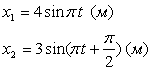 x₁ = 4 sin πt (м)
x₂ = 3 sin(πt + π/2) (м)